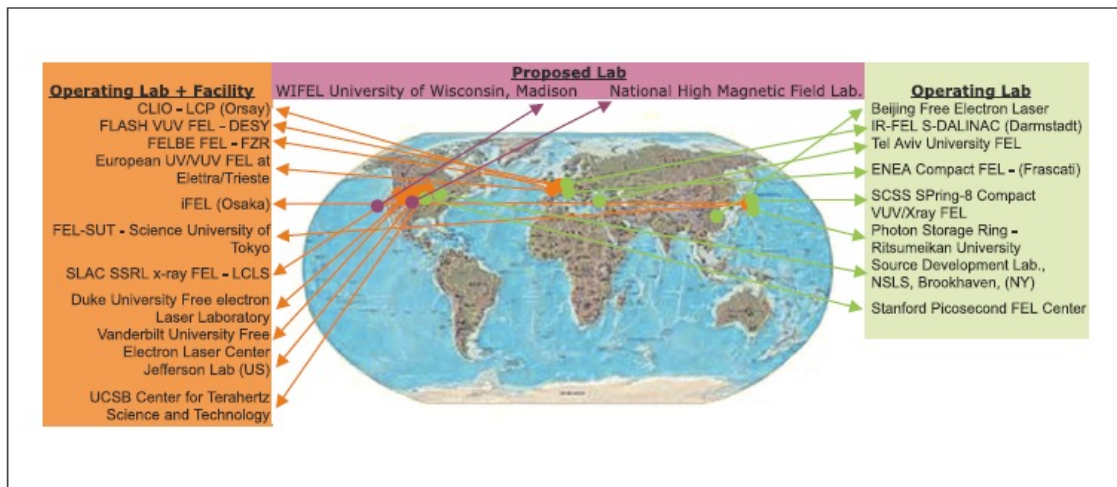 Operating Lab + Facility
CLIO – LCP (Orsay)
FLASH VUV FEL – DESY
FELBE FEL – FZR
European UV/VUV FEL at
Elettra/Trieste
iFEL (Osaka)
FEL-SUT – Science University of
Tokyo
SLAC SSRL x-ray FEL – LCLS
Duke University Free electron
Laser Laboratory
Vanderbilt University Free
Electron Laser Center
Jefferson Lab (US)
UCSB Center for Terahertz
Science and Technology
Proposed Lab
WIFEL University of Wisconsin, Madison
National High Magnetic Field Lab.
Operating Lab
Beijing Free Electron Laser
IR-FEL S-DALINAC (Darmstadt)
Tel Aviv University FEL
ENEA Compact FEL – (Frascati)
SCSS SPring-8 Compact
VUV/Xray FEL
Photon Storage Ring –
Ritsumeikan University
Source Development Lab.,
NSLS, Brookhaven, (NY)
Stanford Picosecond FEL Center